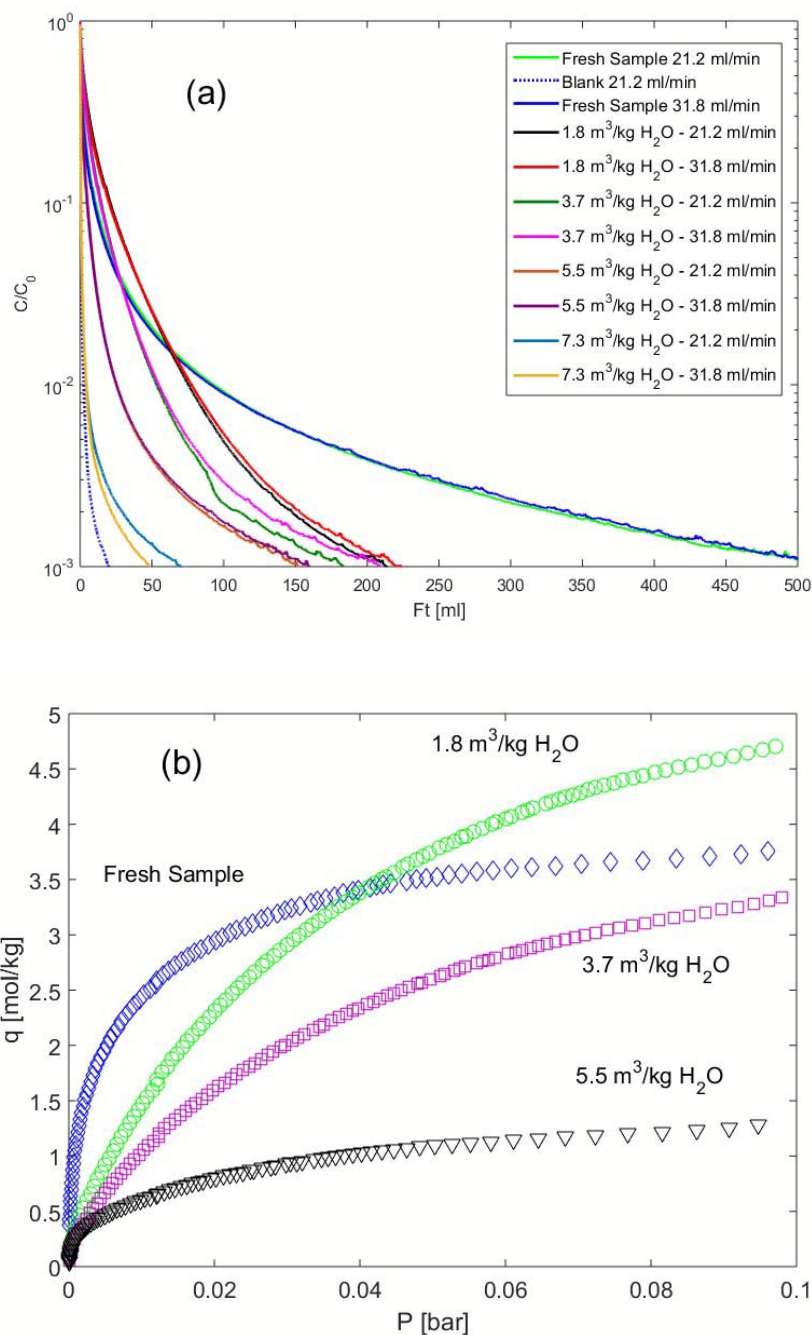 (a)
10⁰
10⁻¹
10⁻²
10⁻³
C/C₀
Fresh Sample 21.2 ml/min
Blank 21.2 ml/min
Fresh Sample 31.8 ml/min
1.8 m³/kg H₂O - 21.2 ml/min
1.8 m³/kg H₂O - 31.8 ml/min
3.7 m³/kg H₂O - 21.2 ml/min
3.7 m³/kg H₂O - 31.8 ml/min
5.5 m³/kg H₂O - 21.2 ml/min
5.5 m³/kg H₂O - 31.8 ml/min
7.3 m³/kg H₂O - 21.2 ml/min
7.3 m³/kg H₂O - 31.8 ml/min
0 50 100 150 200 250 300 350 400 450 500
Ft [ml]
(b)
5
4.5
4
3.5
3
2.5
2
1.5
1
0.5
0
q [mol/kg]
1.8 m³/kg H₂O
Fresh Sample
3.7 m³/kg H₂O
5.5 m³/kg H₂O
0 0.02 0.04 0.06 0.08 0.1
P [bar]